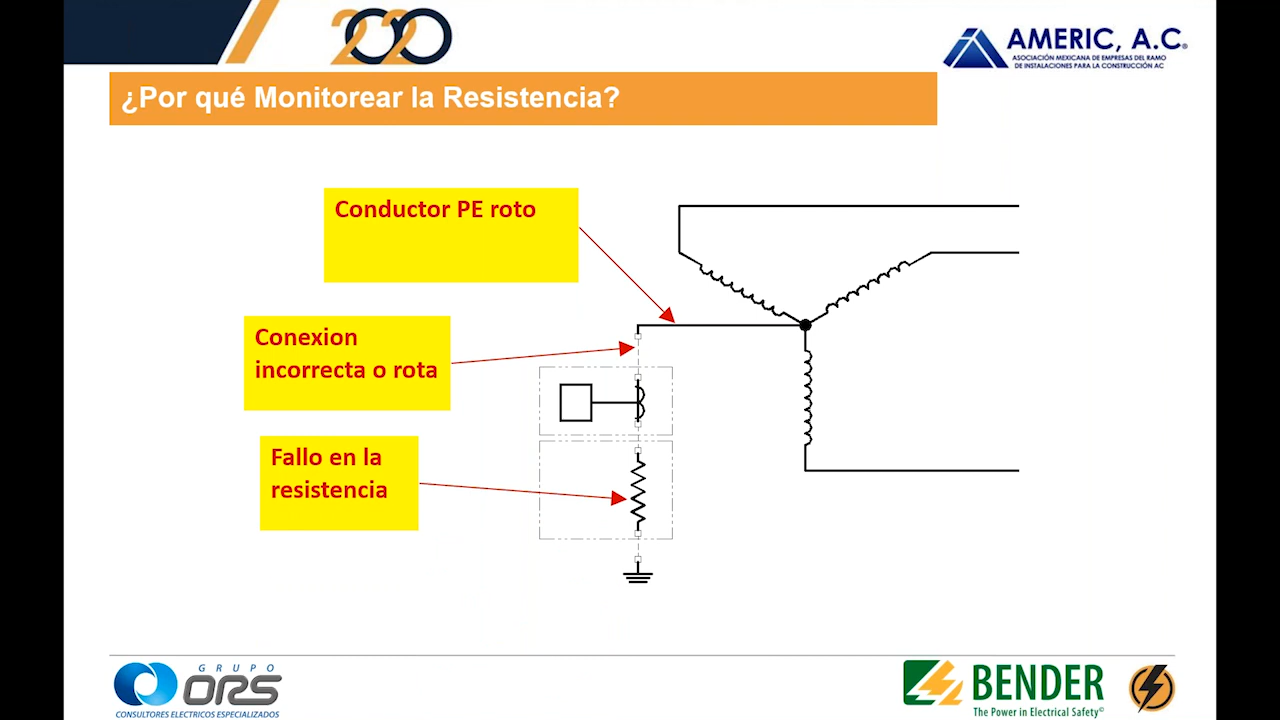 2020
AMERIC, A.C.®
ASOCIACIÓN MEXICANA DE EMPRESAS DEL RAMO
DE INSTALACIONES PARA LA CONSTRUCCIÓN AC
¿Por qué Monitorear la Resistencia?
Conductor PE roto
Conexion
incorrecta o rota
Fallo en la
resistencia
GRUPO
ORS
CONSULTORES ELECTRICOS ESPECIALIZADOS
BENDER
The Power in Electrical Safety©